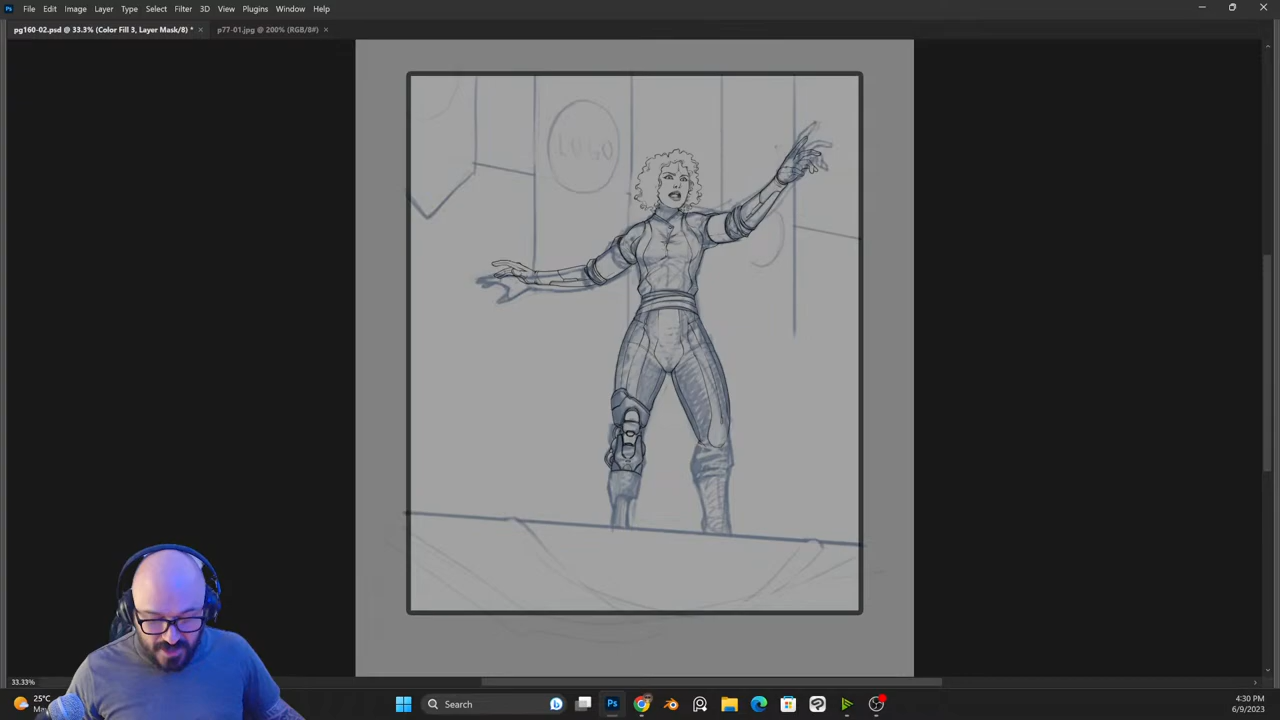 File Edit Image Layer Type Select Filter 3D View Plugins Window Help
pg160-02.psd @ 33.3% (Color Fill 3, Layer Mask/8) *
p77-01.jpg @ 200% (RGB/8#)
33.33%
25°C
Search
Ps
4:30 PM
6/9/2023